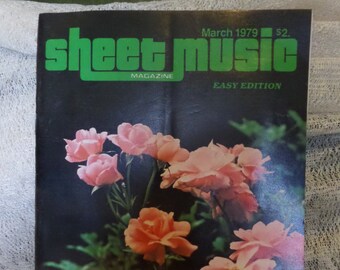 March 1979 $2.
sheet music
MAGAZINE
EASY EDITION